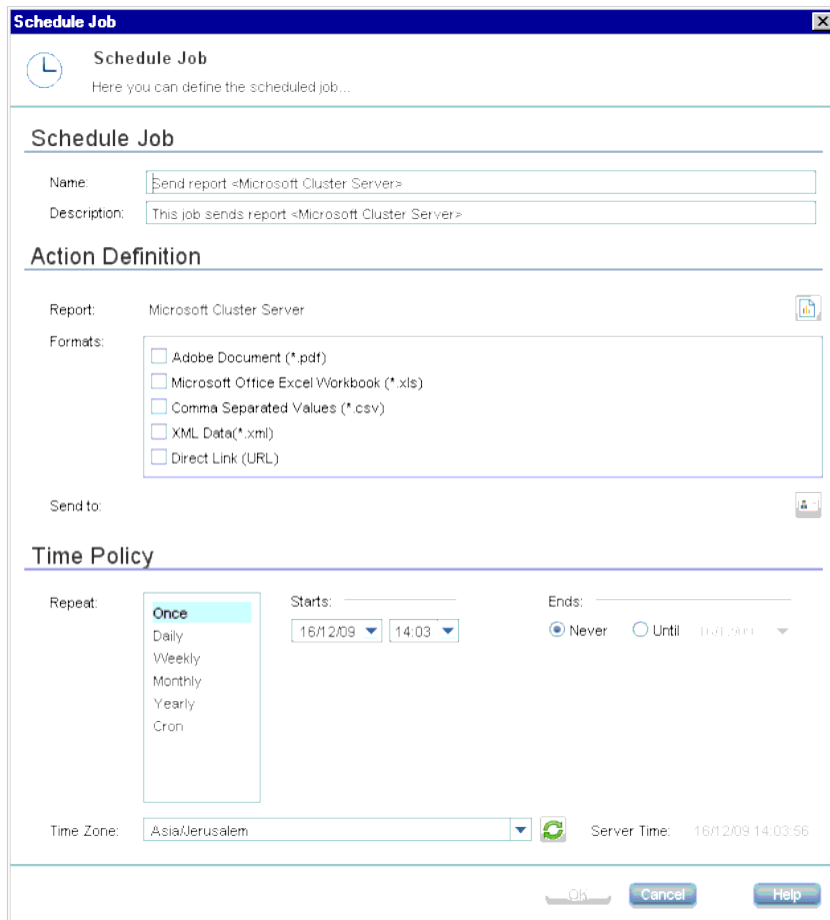 Schedule Job
Schedule Job
Here you can define the scheduled job...
Schedule Job
Name: Send report <Microsoft Cluster Server>
Description: This job sends report <Microsoft Cluster Server>
Action Definition
Report: Microsoft Cluster Server
Formats:
Adobe Document (*.pdf)
Microsoft Office Excel Workbook (*.xls)
Comma Separated Values (*.csv)
XML Data(*.xml)
Direct Link (URL)
Send to:
Time Policy
Repeat:
Once
Daily
Weekly
Monthly
Yearly
Cron
Starts:
16/12/09 14:03
Ends:
Never Until
Time Zone: Asia/Jerusalem Server Time: 16/12/09 14:03:56
Ok Cancel Help